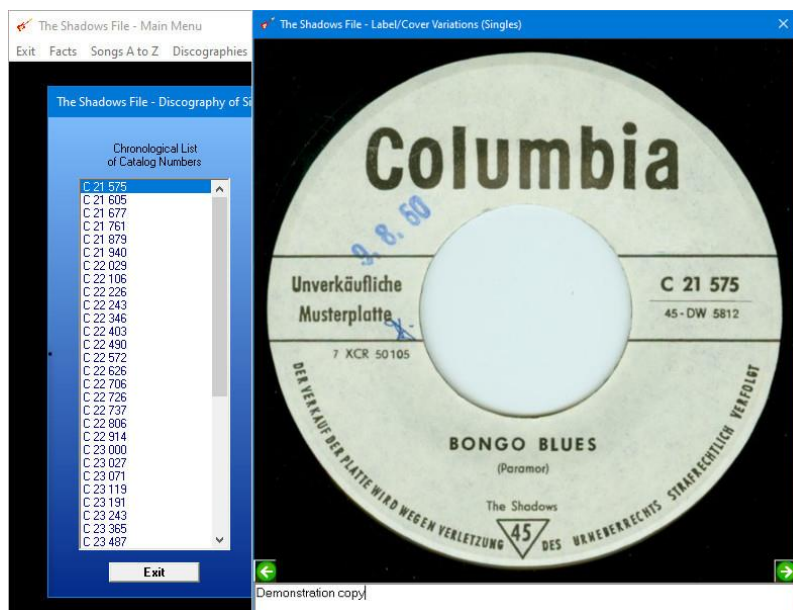 The Shadows File - Main Menu
Exit Facts Songs A to Z Discographies
The Shadows File - Discography of Si
Chronological List
of Catalog Numbers
C 21 575
C 21 605
C 21 677
C 21 761
C 21 879
C 21 940
C 22 029
C 22 106
C 22 226
C 22 243
C 22 346
C 22 403
C 22 490
C 22 572
C 22 626
C 22 706
C 22 726
C 22 737
C 22 806
C 22 914
C 23 000
C 23 027
C 23 071
C 23 119
C 23 191
C 23 243
C 23 365
C 23 487
Exit
The Shadows File - Label/Cover Variations (Singles)
Columbia
9. 8. 60
Unverkäufliche
Musterplatte
C 21 575
45-DW 5812
7 XCR 50105
BONGO BLUES
(Paramor)
The Shadows
45
DER VERKAUF DER PLATTE WIRD WEGEN VERLETZUNG DES URHEBERRECHTS STRAFRECHTLICH VERFOLGT
Demonstration copy